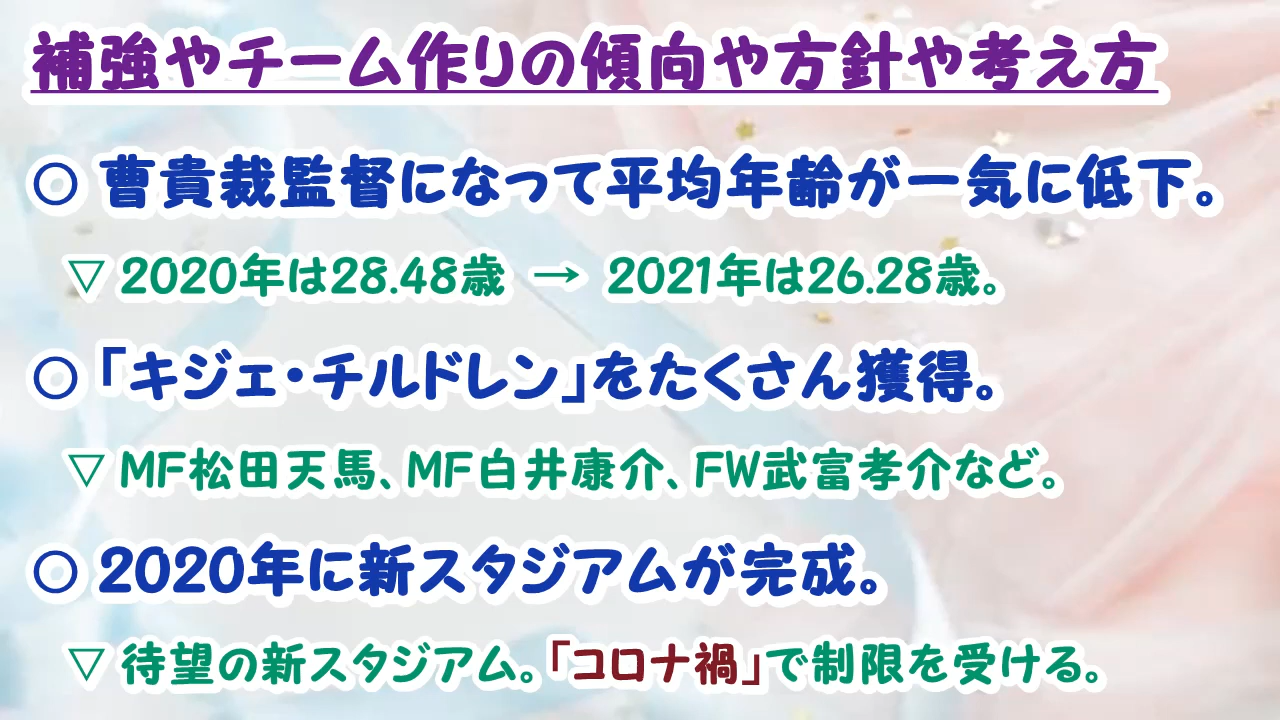 補強やチーム作りの傾向や方針や考え方
○ 曹貴裁監督になって平均年齢が一気に低下。
▽ 2020年は28.48歳 → 2021年は26.28歳。
○ 「キジェ・チルドレン」をたくさん獲得。
▽ MF松田天馬、MF白井康介、FW武富孝介など。
○ 2020年に新スタジアムが完成。
▽ 待望の新スタジアム。「コロナ禍」で制限を受ける。